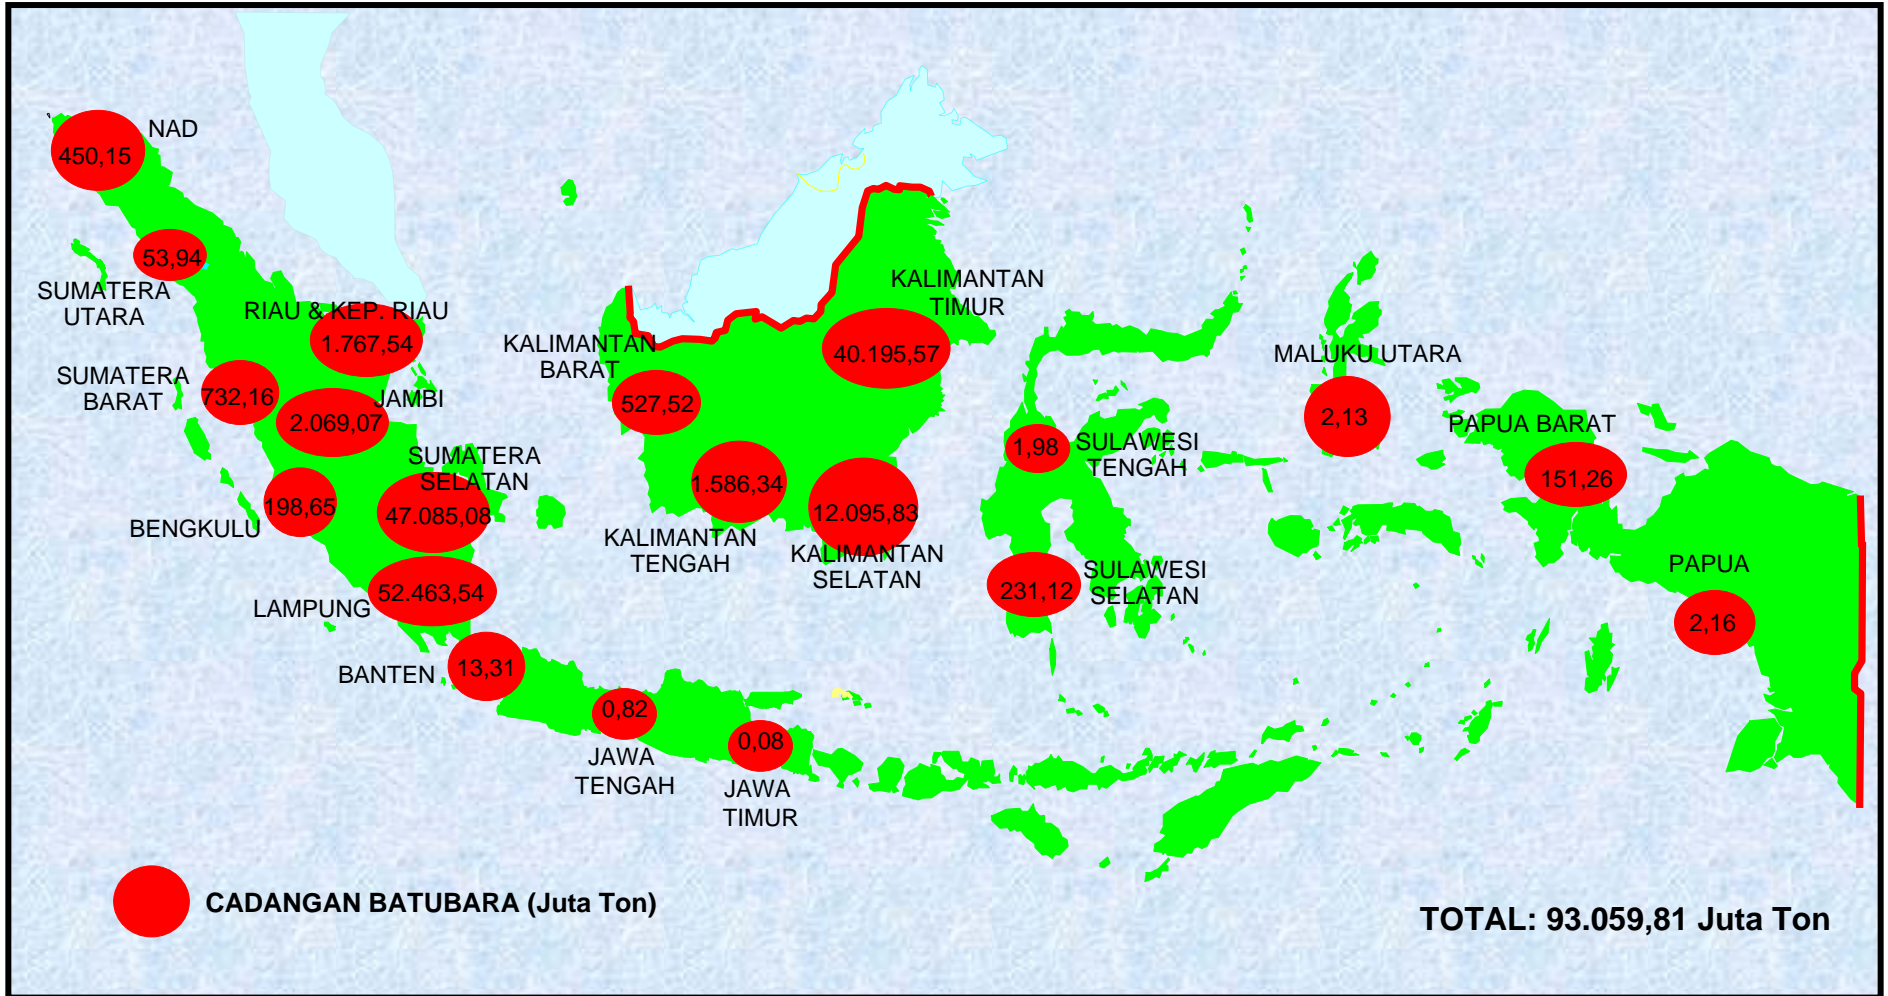 NAD
450,15
53,94
SUMATERA
UTARA
RIAU & KEP. RIAU
1.767,54
SUMATERA
BARAT
732,16
JAMBI
2.069,07
SUMATERA
SELATAN
47.085,08
198,65
BENGKULU
52.463,54
LAMPUNG
BANTEN
13,31
0,82
JAWA
TENGAH
0,08
JAWA
TIMUR
KALIMANTAN
BARAT
527,52
KALIMANTAN
TIMUR
40.195,57
1.586,34
KALIMANTAN
TENGAH
12.095,83
KALIMANTAN
SELATAN
1,98
SULAWESI
TENGAH
231,12
SULAWESI
SELATAN
MALUKU UTARA
2,13
PAPUA BARAT
151,26
PAPUA
2,16
CADANGAN BATUBARA (Juta Ton)
TOTAL: 93.059,81 Juta Ton